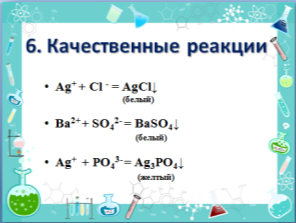 6. Качественные реакции
• Ag⁺ + Cl⁻ = AgCl↓
(белый)
• Ba²⁺ + SO₄²⁻ = BaSO₄↓
(белый)
• Ag⁺ + PO₄³⁻ = Ag₃PO₄↓
(желтый)